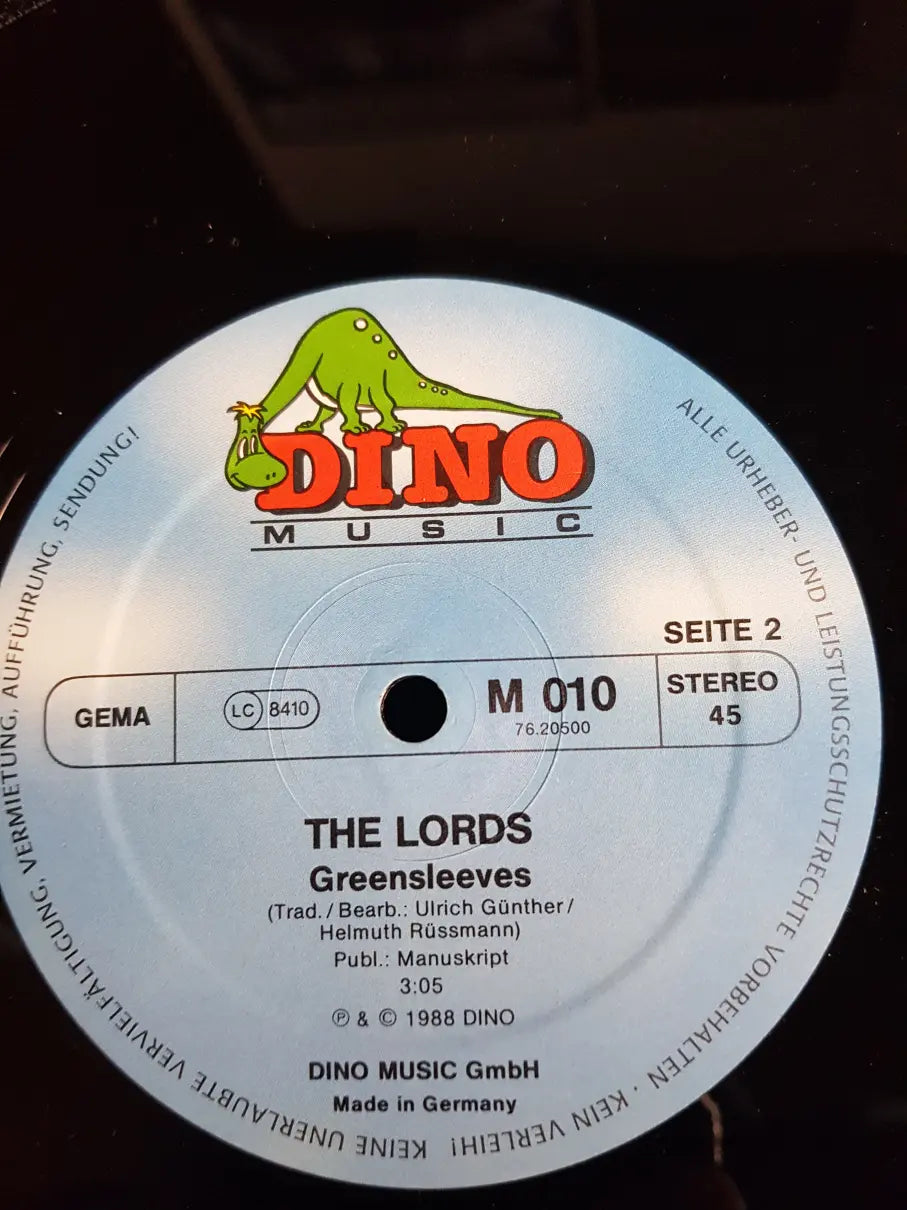 DINO
MUSIC
SEITE 2
GEMA
LC 8410
M 010
76.20500
STEREO
45
THE LORDS
Greensleeves
(Trad./Bearb.: Ulrich Günther/
Helmuth Rüssmann)
Publ.: Manuskript
3:05
℗ & © 1988 DINO
DINO MUSIC GmbH
Made in Germany
ALLE URHEBER- UND LEISTUNGSSCHUTZRECHTE VORBEHALTEN · KEIN VERLEIH! KEINE UNERLAUBTE VERVIELFÄLTIGUNG, VERMIETUNG, AUFFÜHRUNG, SENDUNG!